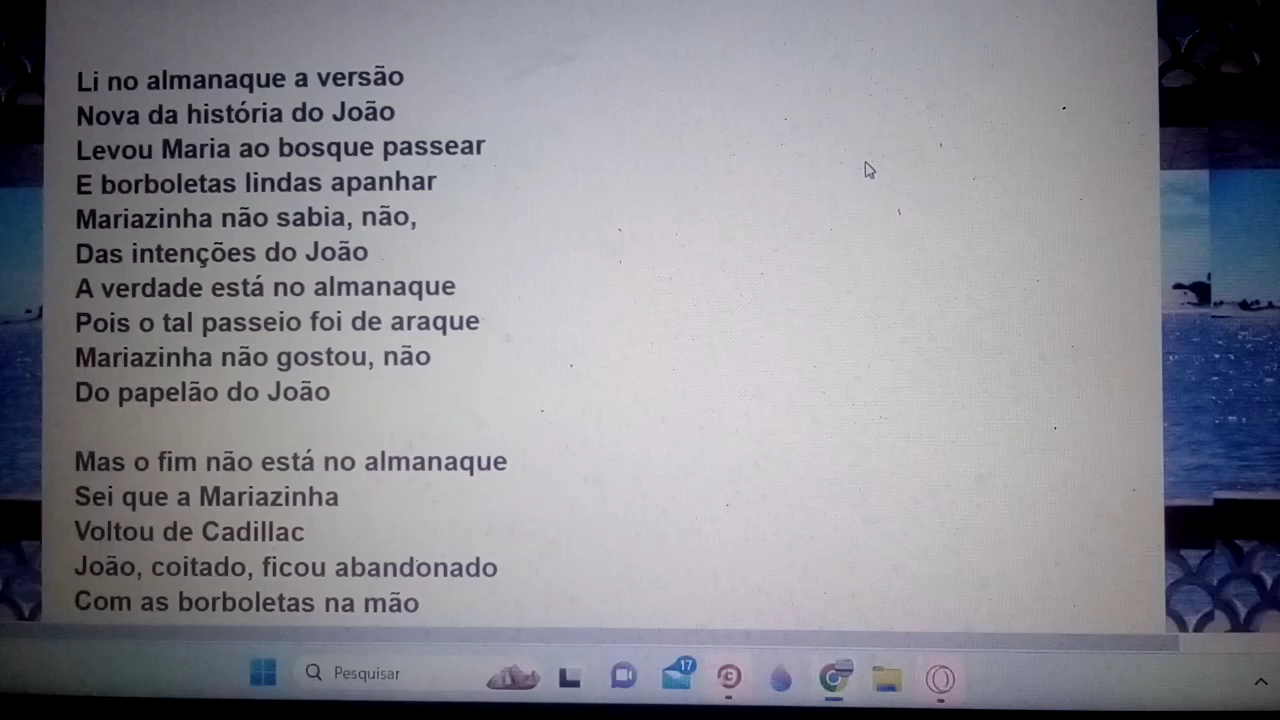 Li no almanaque a versão
Nova da história do João
Levou Maria ao bosque passear
E borboletas lindas apanhar
Mariazinha não sabia, não,
Das intenções do João
A verdade está no almanaque
Pois o tal passeio foi de araque
Mariazinha não gostou, não
Do papelão do João
Mas o fim não está no almanaque
Sei que a Mariazinha
Voltou de Cadillac
João, coitado, ficou abandonado
Com as borboletas na mão
Pesquisar
17